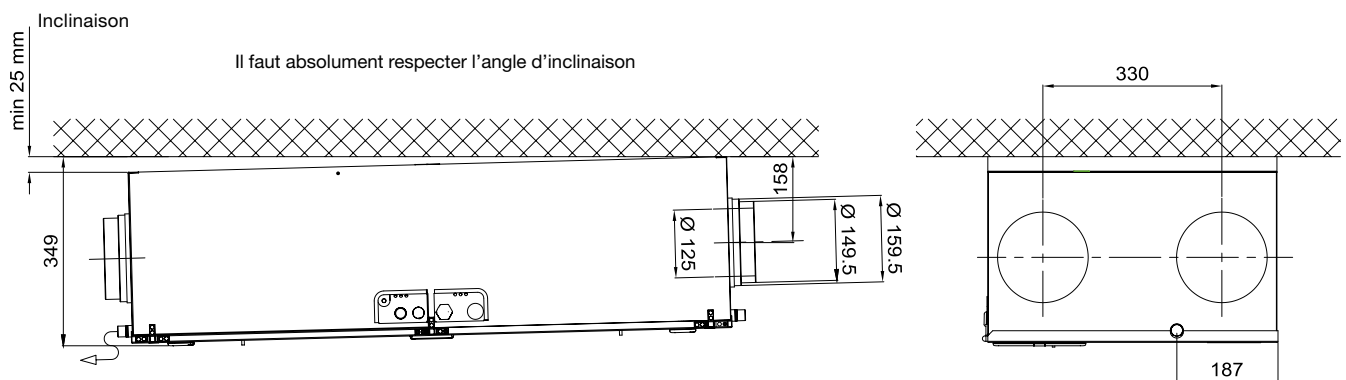 Inclinaison
Il faut absolument respecter l’angle d’inclinaison
min 25 mm
349
158
Ø 125
Ø 149.5
Ø 159.5
330
187